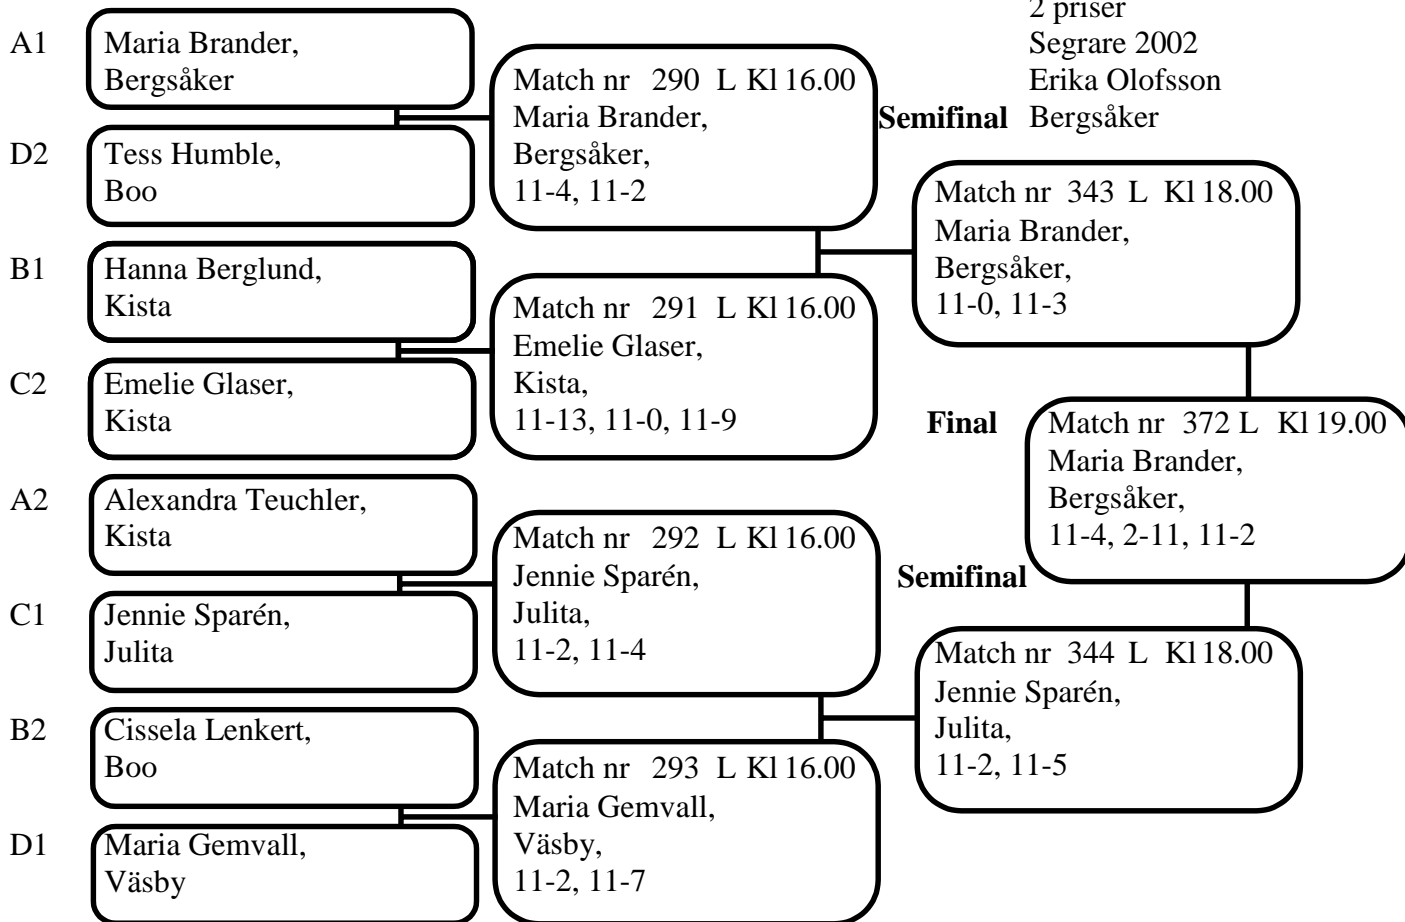 2 priser
Segrare 2002
Erika Olofsson
Bergsåker
A1
Maria Brander,
Bergsåker
D2
Tess Humble,
Boo
B1
Hanna Berglund,
Kista
C2
Emelie Glaser,
Kista
A2
Alexandra Teuchler,
Kista
C1
Jennie Sparén,
Julita
B2
Cissela Lenkert,
Boo
D1
Maria Gemvall,
Väsby
Match nr 290 L Kl 16.00
Maria Brander,
Bergsåker,
11-4, 11-2
Match nr 291 L Kl 16.00
Emelie Glaser,
Kista,
11-13, 11-0, 11-9
Match nr 292 L Kl 16.00
Jennie Sparén,
Julita,
11-2, 11-4
Match nr 293 L Kl 16.00
Maria Gemvall,
Väsby,
11-2, 11-7
Semifinal
Match nr 343 L Kl 18.00
Maria Brander,
Bergsåker,
11-0, 11-3
Final
Match nr 372 L Kl 19.00
Maria Brander,
Bergsåker,
11-4, 2-11, 11-2
Semifinal
Match nr 344 L Kl 18.00
Jennie Sparén,
Julita,
11-2, 11-5